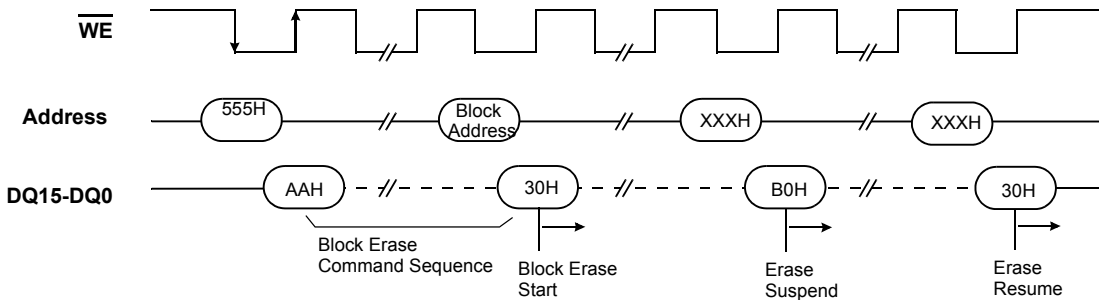 WE
Address
555H
Block
Address
XXXH
XXXH
DQ15-DQ0
AAH
30H
B0H
30H
Block Erase
Command Sequence
Block Erase
Start
Erase
Suspend
Erase
Resume